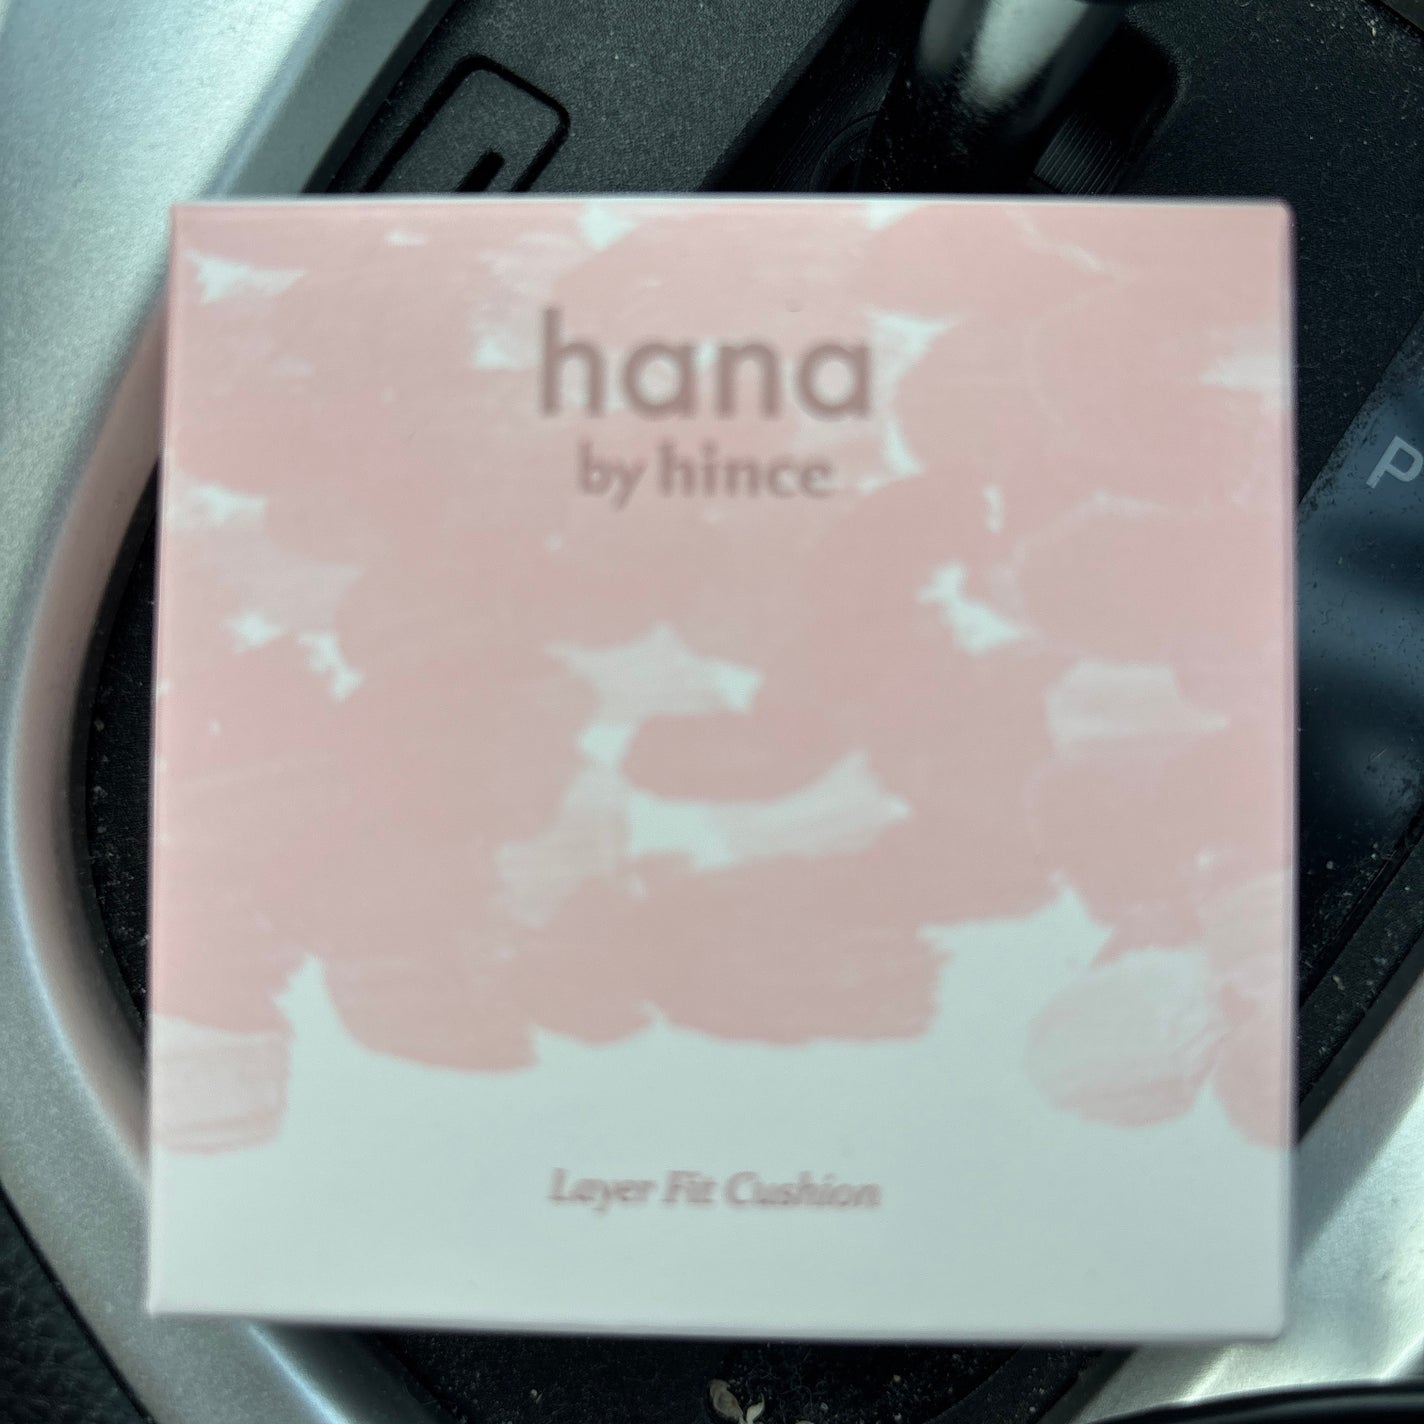 hana
by hince
P
Layer Fit Cushion